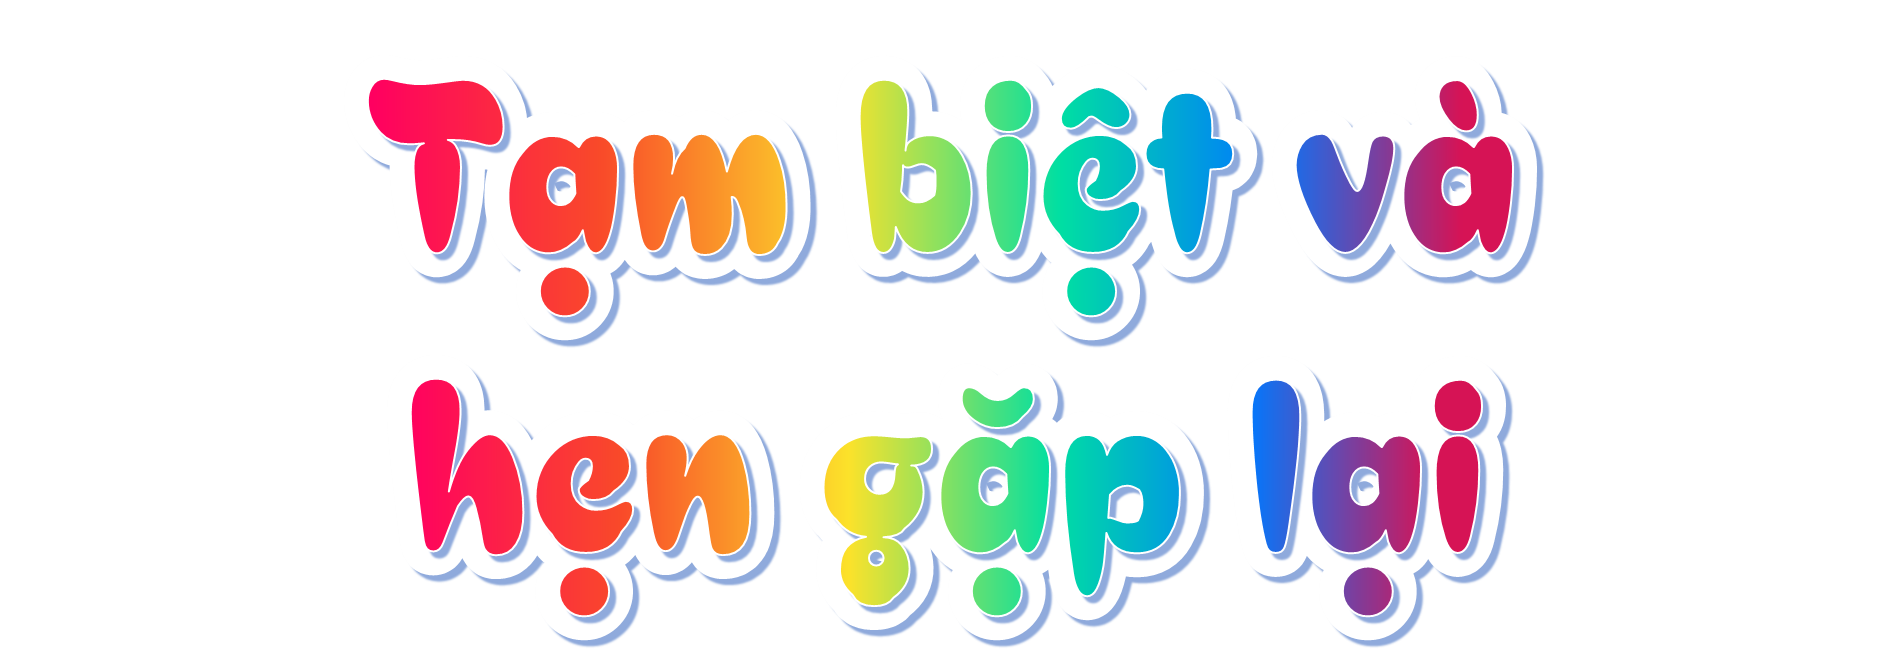 Tạm biệt và
hẹn gặp lại